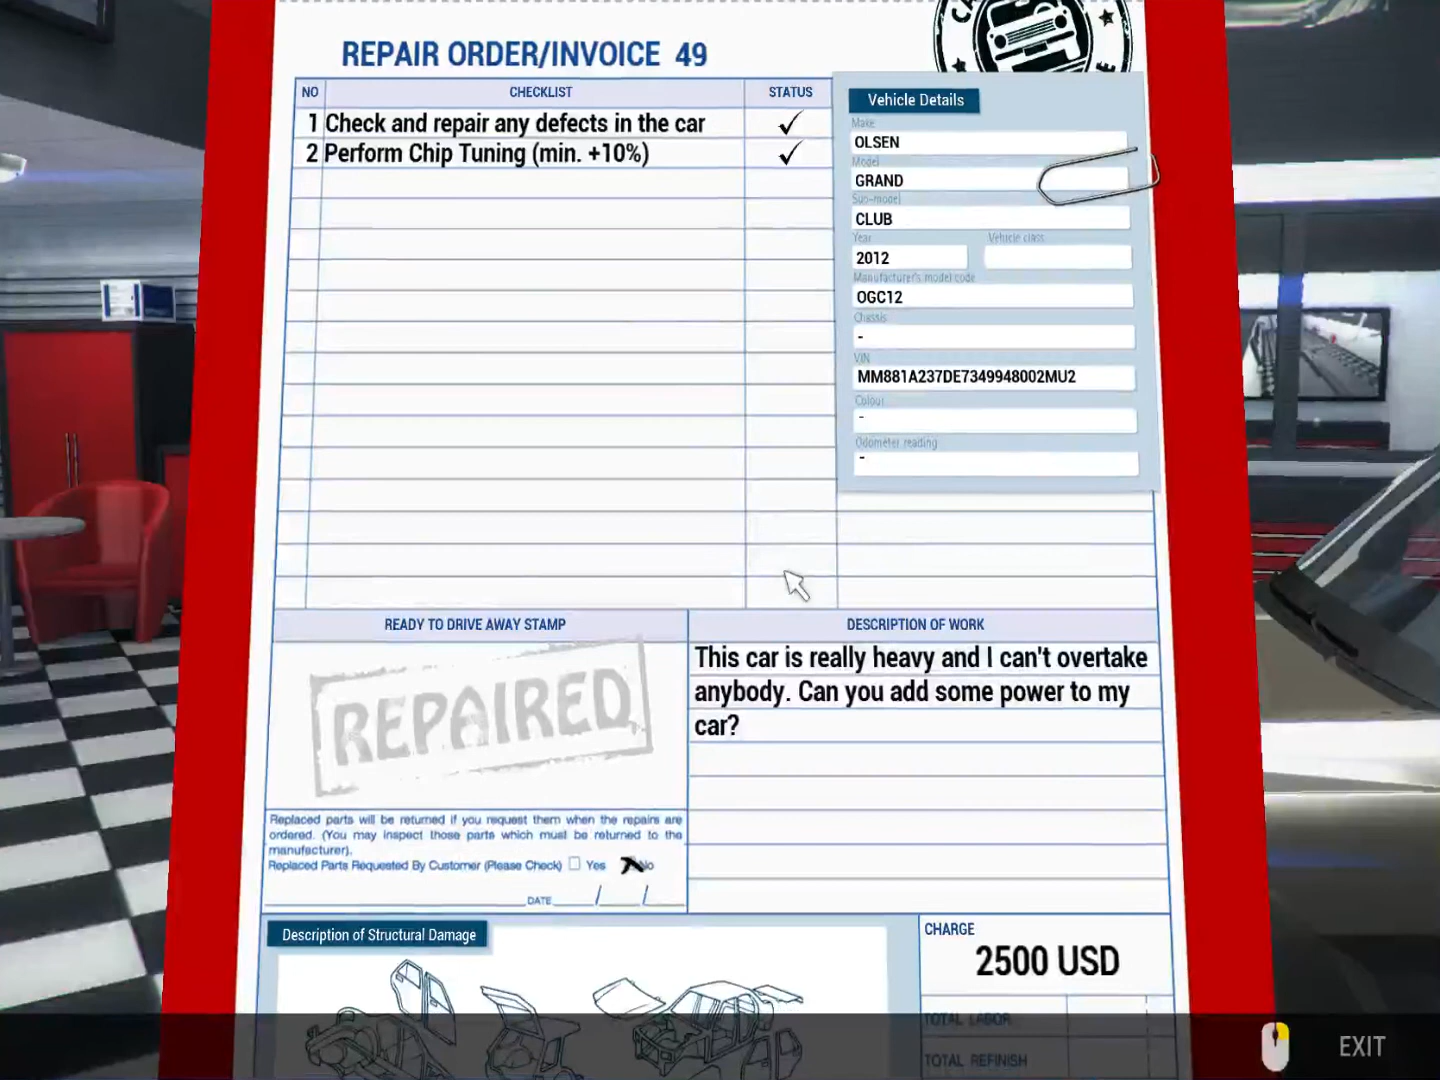 REPAIR ORDER/INVOICE 49
NO CHECKLIST STATUS
1 Check and repair any defects in the car
2 Perform Chip Tuning (min. +10%)
Vehicle Details
Make
OLSEN
Model
GRAND
Sub-model
CLUB
Year Vehicle class
2012
Manufacturer's model code
OGC12
Chassis
-
VIN
MM881A237DE7349948002MU2
Colour
-
Odometer reading
-
READY TO DRIVE AWAY STAMP
REPAIRED
DESCRIPTION OF WORK
This car is really heavy and I can't overtake
anybody. Can you add some power to my
car?
Replaced parts will be returned if you request them when the repairs are
ordered. (You may inspect those parts which must be returned to the
manufacturer).
Replaced Parts Requested By Customer (Please Check) Yes No
DATE / /
Description of Structural Damage
CHARGE
2500 USD
TOTAL LABOR
TOTAL REFINISH
EXIT